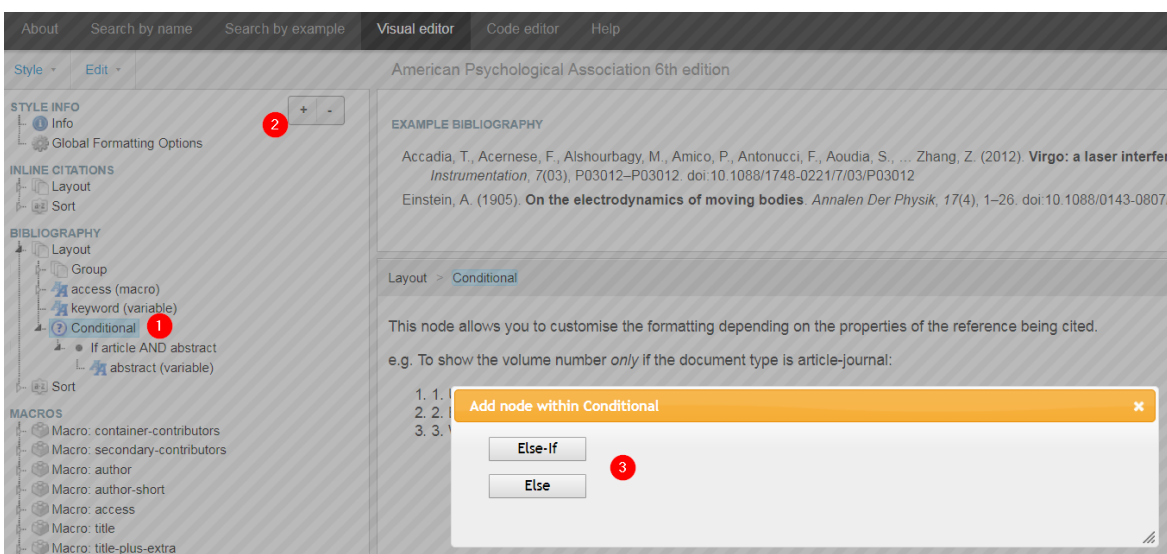 About Search by name Search by example Visual editor Code editor Help
Style Edit
American Psychological Association 6th edition
STYLE INFO
+ -
2
Info
Global Formatting Options
INLINE CITATIONS
Layout
Sort
BIBLIOGRAPHY
Layout
Group
access (macro)
keyword (variable)
Conditional
1
If article AND abstract
abstract (variable)
Sort
MACROS
Macro: container-contributors
Macro: secondary-contributors
Macro: author
Macro: author-short
Macro: access
Macro: title
Macro: title-plus-extra
EXAMPLE BIBLIOGRAPHY
Accadia, T., Acernese, F., Alshourbagy, M., Amico, P., Antonucci, F., Aoudia, S., … Zhang, Z. (2012). Virgo: a laser
Instrumentation, 7(03), P03012–P03012. doi:10.1088/1748-0221/7/03/P03012
Einstein, A. (1905). On the electrodynamics of moving bodies. Annalen Der Physik, 17(4), 1–26. doi:10.1088/0143-0807
Layout > Conditional
This node allows you to customise the formatting depending on the properties of the reference being cited.
e.g. To show the volume number only if the document type is article-journal:
1. 1.
2. 2.
3. 3.
Add node within Conditional
Else-If
3
Else